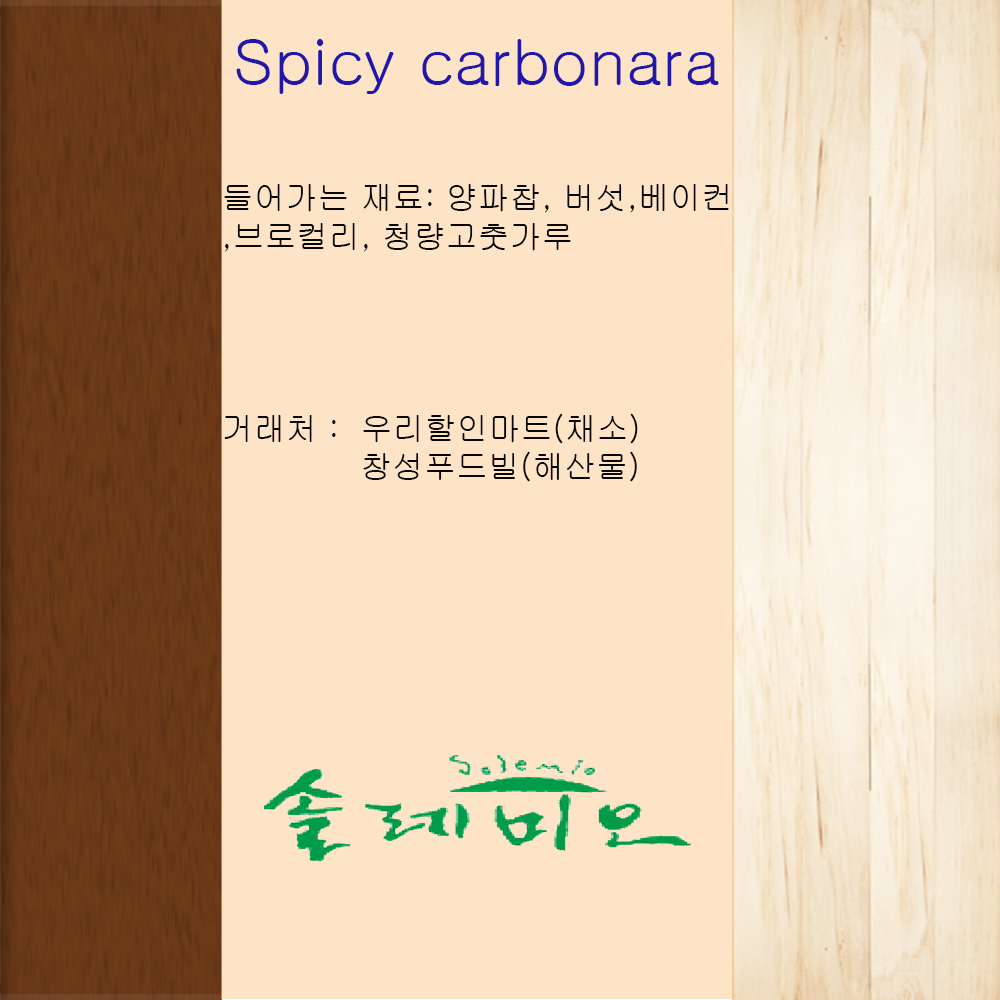 Spicy carbonara
들어가는 재료: 양파찹, 버섯,베이컨
,브로컬리, 청량고춧가루
거래처 : 우리할인마트(채소)
창성푸드빌(해산물)
Solemio
솔레미오